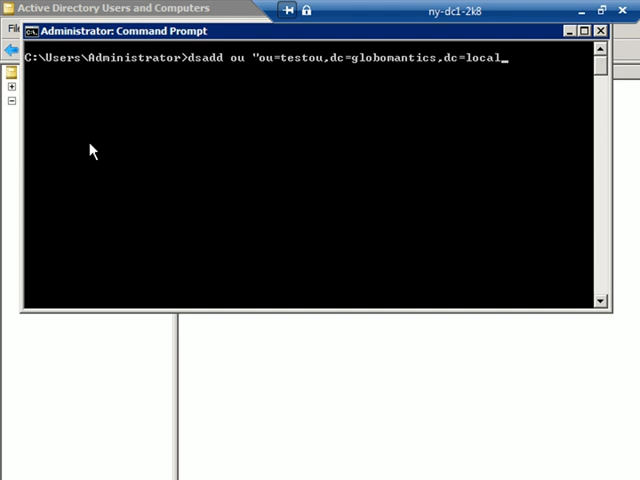 Active Directory Users and Computers
ny-dc1-2k8
Fil
Administrator: Command Prompt
C:\Users\Administrator>dsadd ou "ou=testou,dc=globomantics,dc=local_